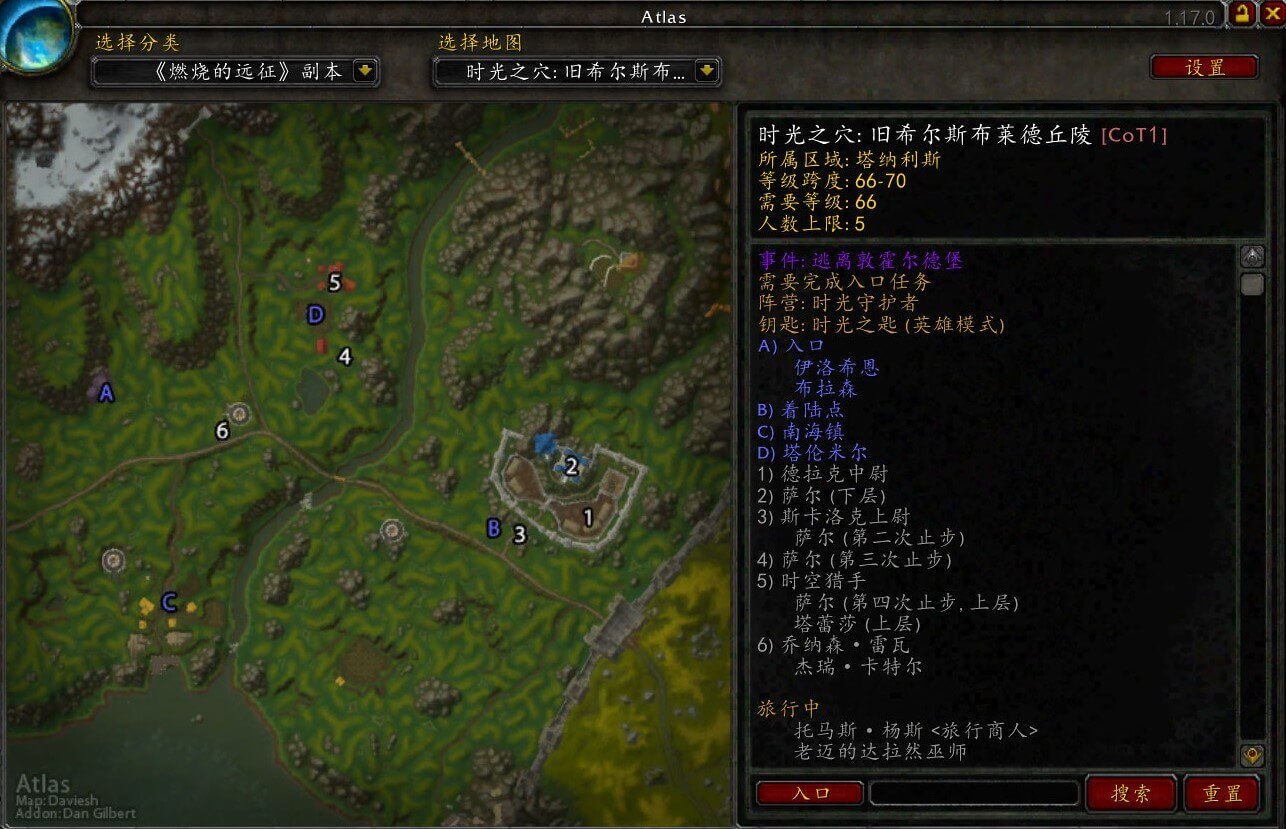 Atlas
1.17.0
选择分类
选择地图
《燃烧的远征》副本
时光之穴: 旧希尔斯布...
设置
时光之穴: 旧希尔斯布莱德丘陵 [CoT1]
所属区域: 塔纳利斯
等级跨度: 66-70
需要等级: 66
人数上限: 5
事件: 逃离敦霍尔德堡
需要完成入口任务
阵营: 时光守护者
钥匙: 时光之匙 (英雄模式)
A) 入口
伊洛希恩
布拉森
B) 着陆点
C) 南海镇
D) 塔伦米尔
1) 德拉克中尉
2) 萨尔 (下层)
3) 斯卡洛克上尉
萨尔 (第二次止步)
4) 萨尔 (第三次止步)
5) 时空猎手
萨尔 (第四次止步, 上层)
塔蕾莎 (上层)
6) 乔纳森 • 雷瓦
杰瑞 • 卡特尔
旅行中
托马斯 • 杨斯 <旅行商人>
老迈的达拉然巫师
5
D
4
A
6
2
1
B
3
C
Atlas
Map: Daviesh
Addon: Dan Gilbert
入口
搜索
重置